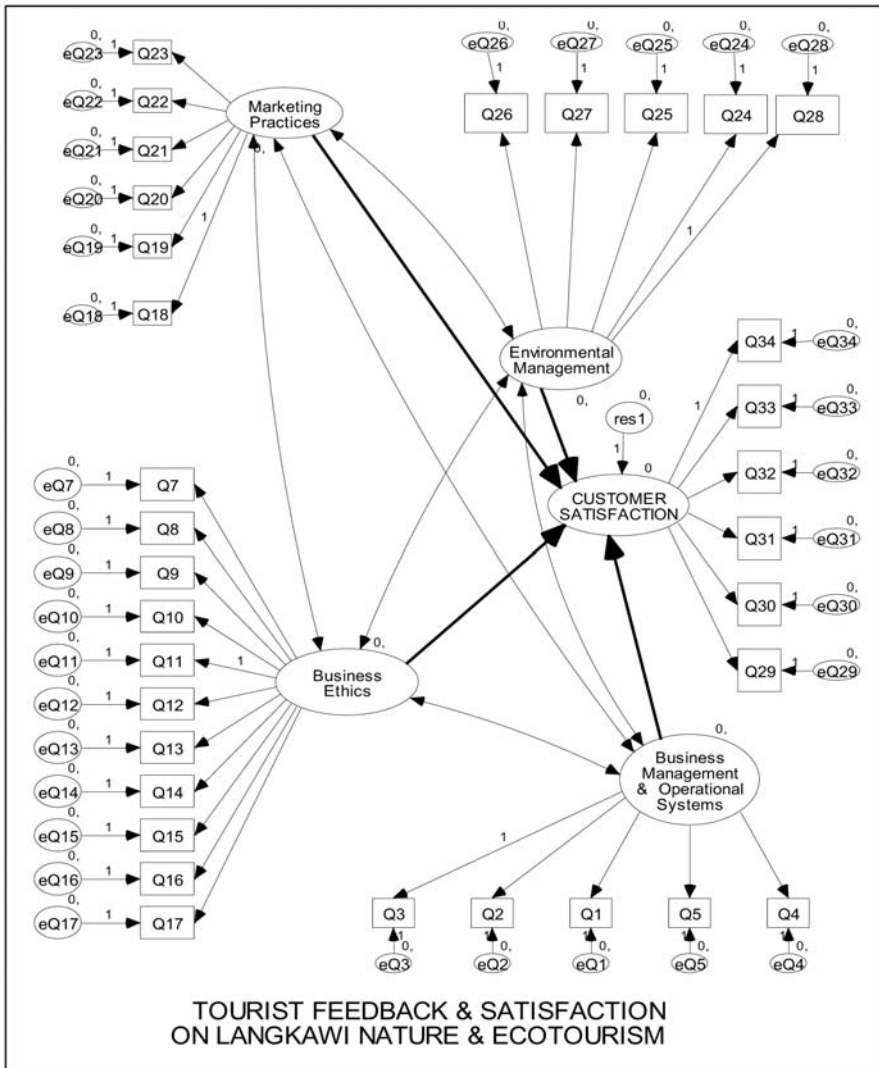 0,
eQ23
1
Q23
0,
eQ22
1
Q22
0,
eQ21
1
Q21
0,
eQ20
1
Q20
0,
eQ19
1
Q19
0,
eQ18
1
Q18
1
Marketing
Practices
0,
0,
eQ26
1
Q26
0,
eQ27
1
Q27
0,
eQ25
1
Q25
0,
eQ24
1
Q24
0,
eQ28
1
Q28
1
Environmental
Management
0,
0,
res1
1
0
CUSTOMER
SATISFACTION
1
Q34
1
0,
eQ34
Q33
1
0,
eQ33
Q32
1
0,
eQ32
Q31
1
0,
eQ31
Q30
1
0,
eQ30
Q29
1
0,
eQ29
0,
eQ7
1
Q7
0,
eQ8
1
Q8
0,
eQ9
1
Q9
0,
eQ10
1
Q10
0,
eQ11
1
Q11
0,
eQ12
1
Q12
0,
eQ13
1
Q13
0,
eQ14
1
Q14
0,
eQ15
1
Q15
0,
eQ16
1
Q16
0,
eQ17
1
Q17
1
0,
Business
Ethics
0,
Business
Management
& Operational
Systems
1
Q3
1
0,
eQ3
Q2
1
0,
eQ2
Q1
1
0,
eQ1
Q5
1
0,
eQ5
Q4
1
0,
eQ4
TOURIST FEEDBACK & SATISFACTION
ON LANGKAWI NATURE & ECOTOURISM